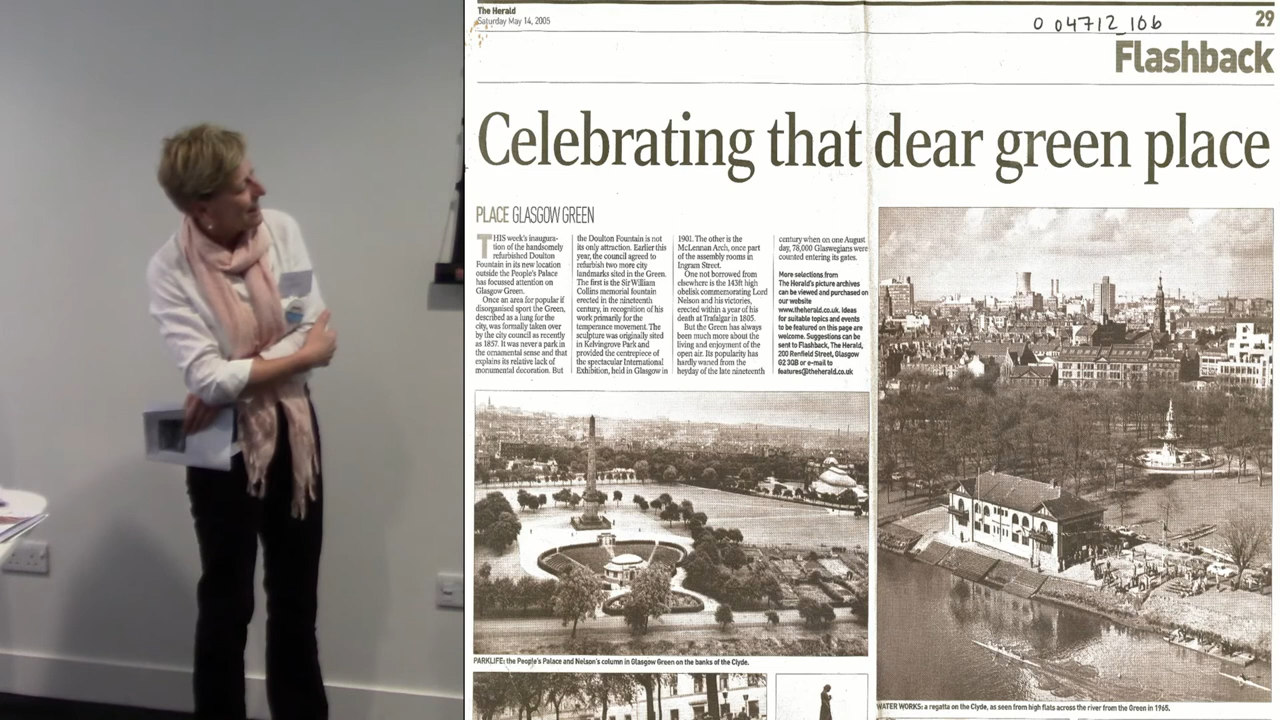 The Herald
Saturday May 14, 2005
0 04712_106
29
Flashback
Celebrating that dear green place
PLACE GLASGOW GREEN
THIS week's inaugura-
tion of the handsomely
refurbished Doulton
Fountain in its new location
outside the People's Palace
has focussed attention on
Glasgow Green.
Once an area for popular if
disorganised sport the Green,
described as a lung for the
city, was formally taken over
by the city council as recently
as 1857. It was never a park in
the ornamental sense and that
explains its relative lack of
monumental decoration. But
the Doulton Fountain is not
its only attraction. Earlier this
year, the council agreed to
refurbish two more city
landmarks sited in the Green.
The first is the Sir William
Collins memorial fountain
erected in the nineteenth
century, in recognition of his
work primarily for the
temperance movement. The
sculpture was originally sited
in Kelvingrove Park and
provided the centrepiece of
the spectacular International
Exhibition, held in Glasgow in
1901. The other is the
McLennan Arch, once part
of the assembly rooms in
Ingram Street.
One not borrowed from
elsewhere is the 143ft high
obelisk commemorating Lord
Nelson and his victories,
erected within a year of his
death at Trafalgar in 1805.
But the Green has always
been much more about the
living and enjoyment of the
open air. Its popularity has
hardly waned from the
heyday of the late nineteenth
century when on one August
day, 78,000 Glaswegians were
counted entering its gates.
More selections from
The Herald's picture archives
can be viewed and purchased
on our website
www.theherald.co.uk. Ideas
for suitable topics and events
to be featured on this page are
welcome. Suggestions can be
sent to Flashback, The Herald,
200 Renfield Street, Glasgow
G2 3QB or e-mail to
features@theherald.co.uk
PARKLIFE: the People's Palace and Nelson's column in Glasgow Green on the banks of the Clyde.
WATER WORKS: a regatta on the Clyde, as seen from high flats across the river from the Green in 1965.